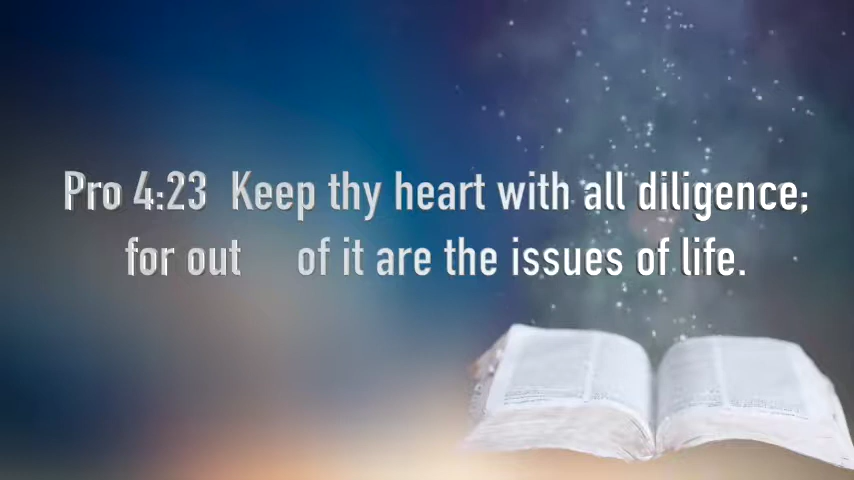 Pro 4:23  Keep thy heart with all diligence;
for out     of it are the issues of life.